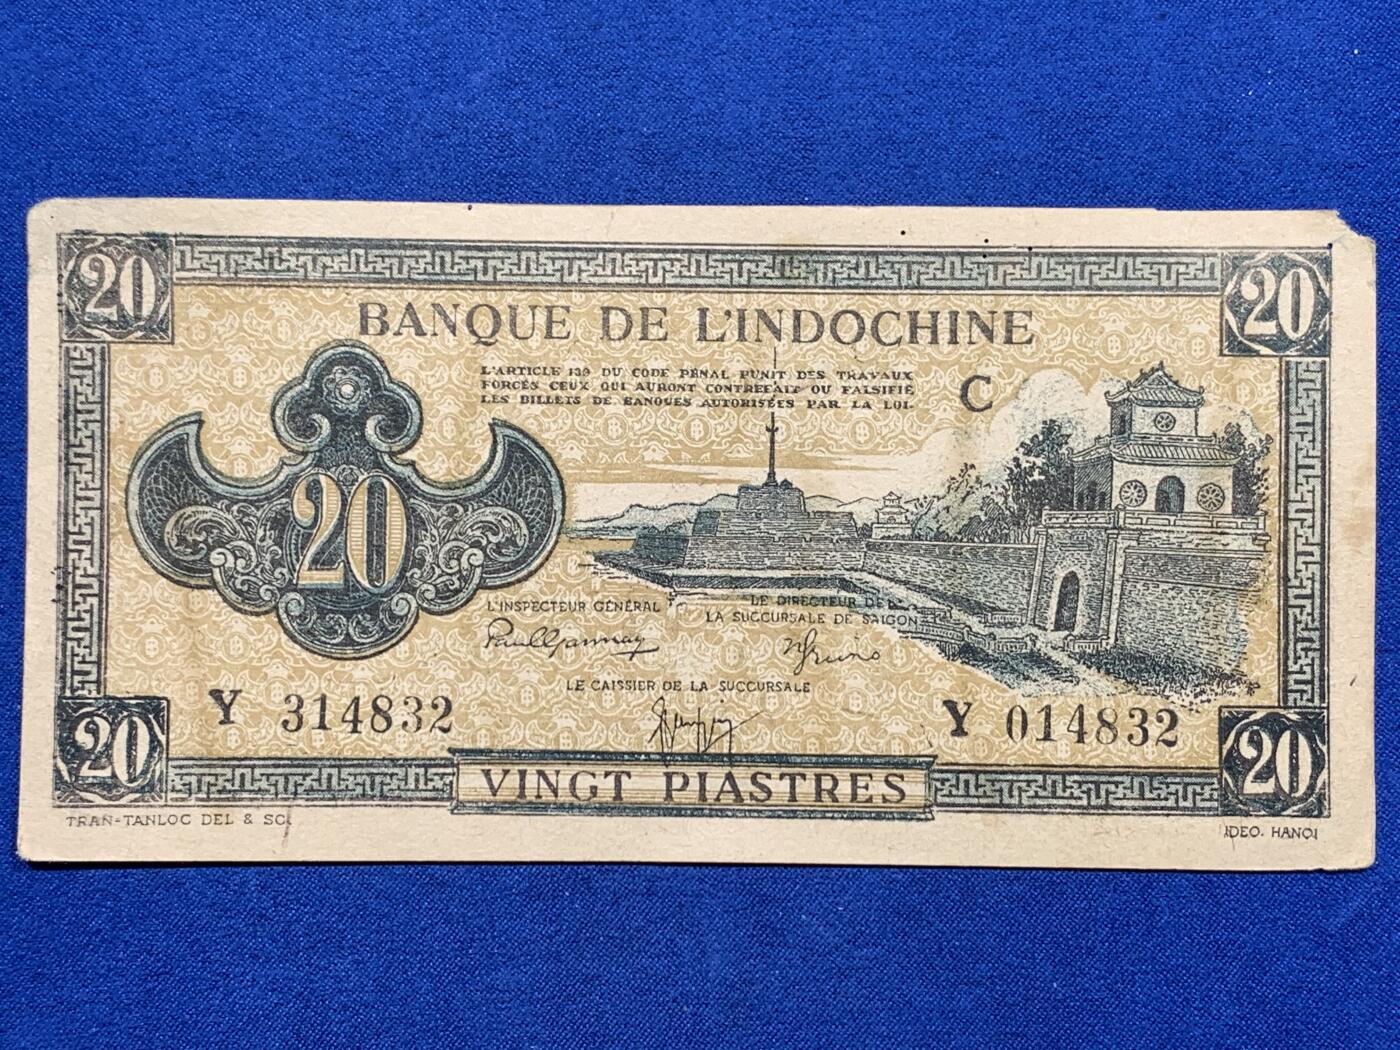 20
20
BANQUE DE L'INDOCHINE
L'ARTICLE 139 DU CODE PÉNAL PUNIT DES TRAVAUX
FORCÉS CEUX QUI AURONT CONTREFAIT OU FALSIFIÉ
LES BILLETS DE BANQUES AUTORISÉES PAR LA LOI.
C
20
L'INSPECTEUR GÉNÉRAL
LE DIRECTEUR DE
LA SUCCURSALE DE SAIGON
LE CAISSIER DE LA SUCCURSALE
Y 314832
Y 014832
20
VINGT PIASTRES
20
TRAN-TANLOC DEL & SC.
IDEO. HANOI